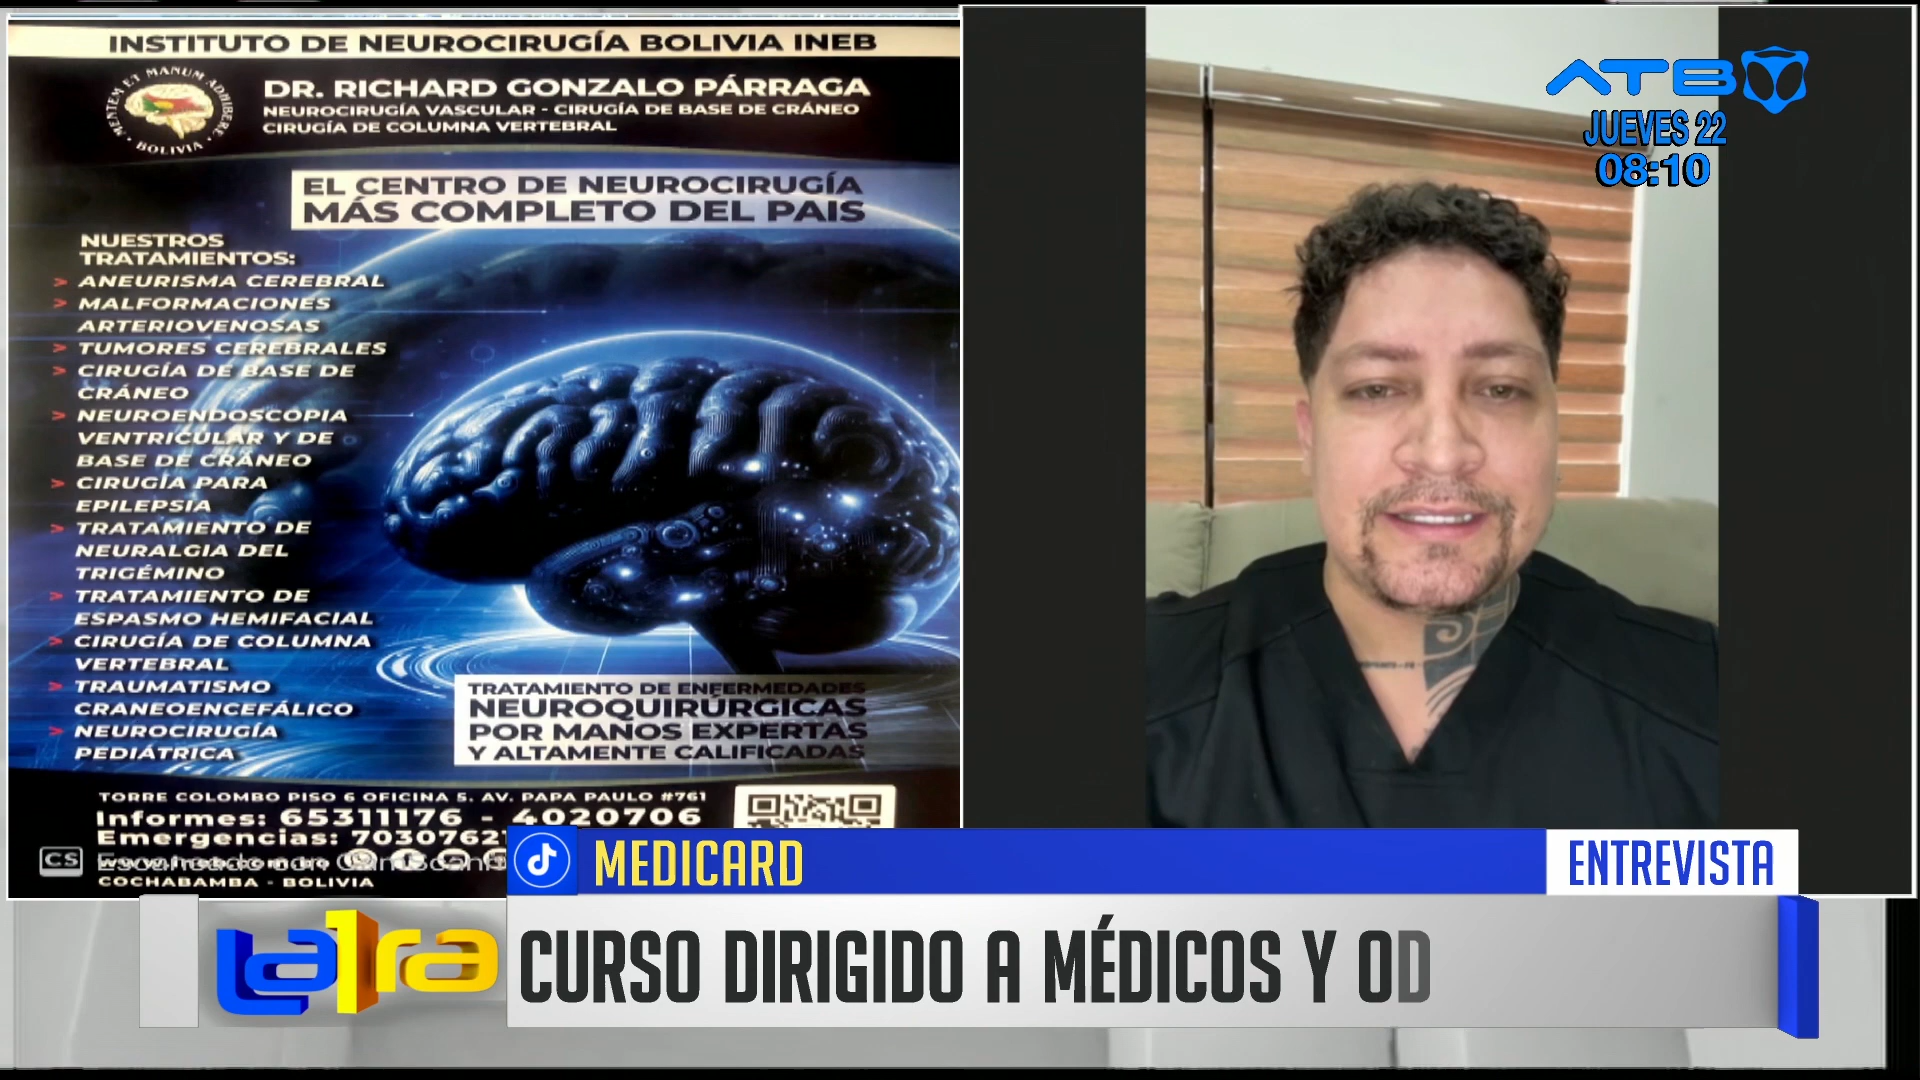 INSTITUTO DE NEUROCIRUGÍA BOLIVIA INEB
MENTEM ET MANUM ADHIBERE
BOLIVIA
DR. RICHARD GONZALO PÁRRAGA
NEUROCIRUGÍA VASCULAR - CIRUGÍA DE BASE DE CRÁNEO
CIRUGÍA DE COLUMNA VERTEBRAL
EL CENTRO DE NEUROCIRUGÍA
MÁS COMPLETO DEL PAIS
NUESTROS
TRATAMIENTOS:
> ANEURISMA CEREBRAL
> MALFORMACIONES
ARTERIOVENOSAS
> TUMORES CEREBRALES
> CIRUGÍA DE BASE DE
CRÁNEO
> NEUROENDOSCOPIA
VENTRICULAR Y DE
BASE DE CRÁNEO
> CIRUGÍA PARA
EPILEPSIA
> TRATAMIENTO DE
NEURALGIA DEL
TRIGÉMINO
> TRATAMIENTO DE
ESPASMO HEMIFACIAL
> CIRUGÍA DE COLUMNA
VERTEBRAL
> TRAUMATISMO
CRANEOENCEFÁLICO
> NEUROCIRUGÍA
PEDIÁTRICA
TRATAMIENTO DE ENFERMEDADES
NEUROQUIRÚRGICAS
POR MANOS EXPERTAS
Y ALTAMENTE CALIFICADAS
TORRE COLOMBO PISO 6 OFICINA 5. AV. PAPA PAULO #761
Informes: 65311176 - 4020706
Emergencias: 7030762
CS
COCHABAMBA - BOLIVIA
ATB
JUEVES 22
08:10
MEDICARD
ENTREVISTA
La1ra
CURSO DIRIGIDO A MÉDICOS Y OD